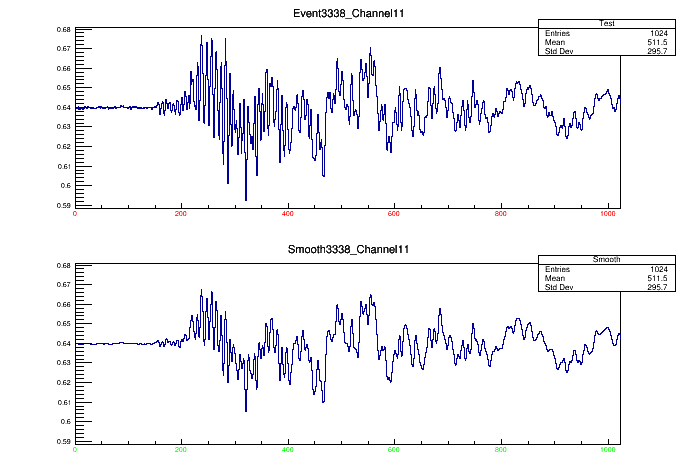 Event3338_Channel11
Test
Entries 1024
Mean 511.5
Std Dev 295.7
0.68
0.67
0.66
0.65
0.64
0.63
0.62
0.61
0.6
0.59
0 200 400 600 800 1000
Smooth3338_Channel11
Smooth
Entries 1024
Mean 511.5
Std Dev 295.7
0.68
0.67
0.66
0.65
0.64
0.63
0.62
0.61
0.6
0.59
0 200 400 600 800 1000